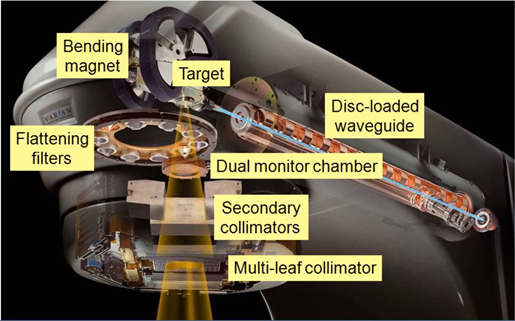 Bending
magnet
Target
Disc-loaded
waveguide
VARIAN
Flattening
filters
Dual monitor chamber
Secondary
collimators
Multi-leaf collimator